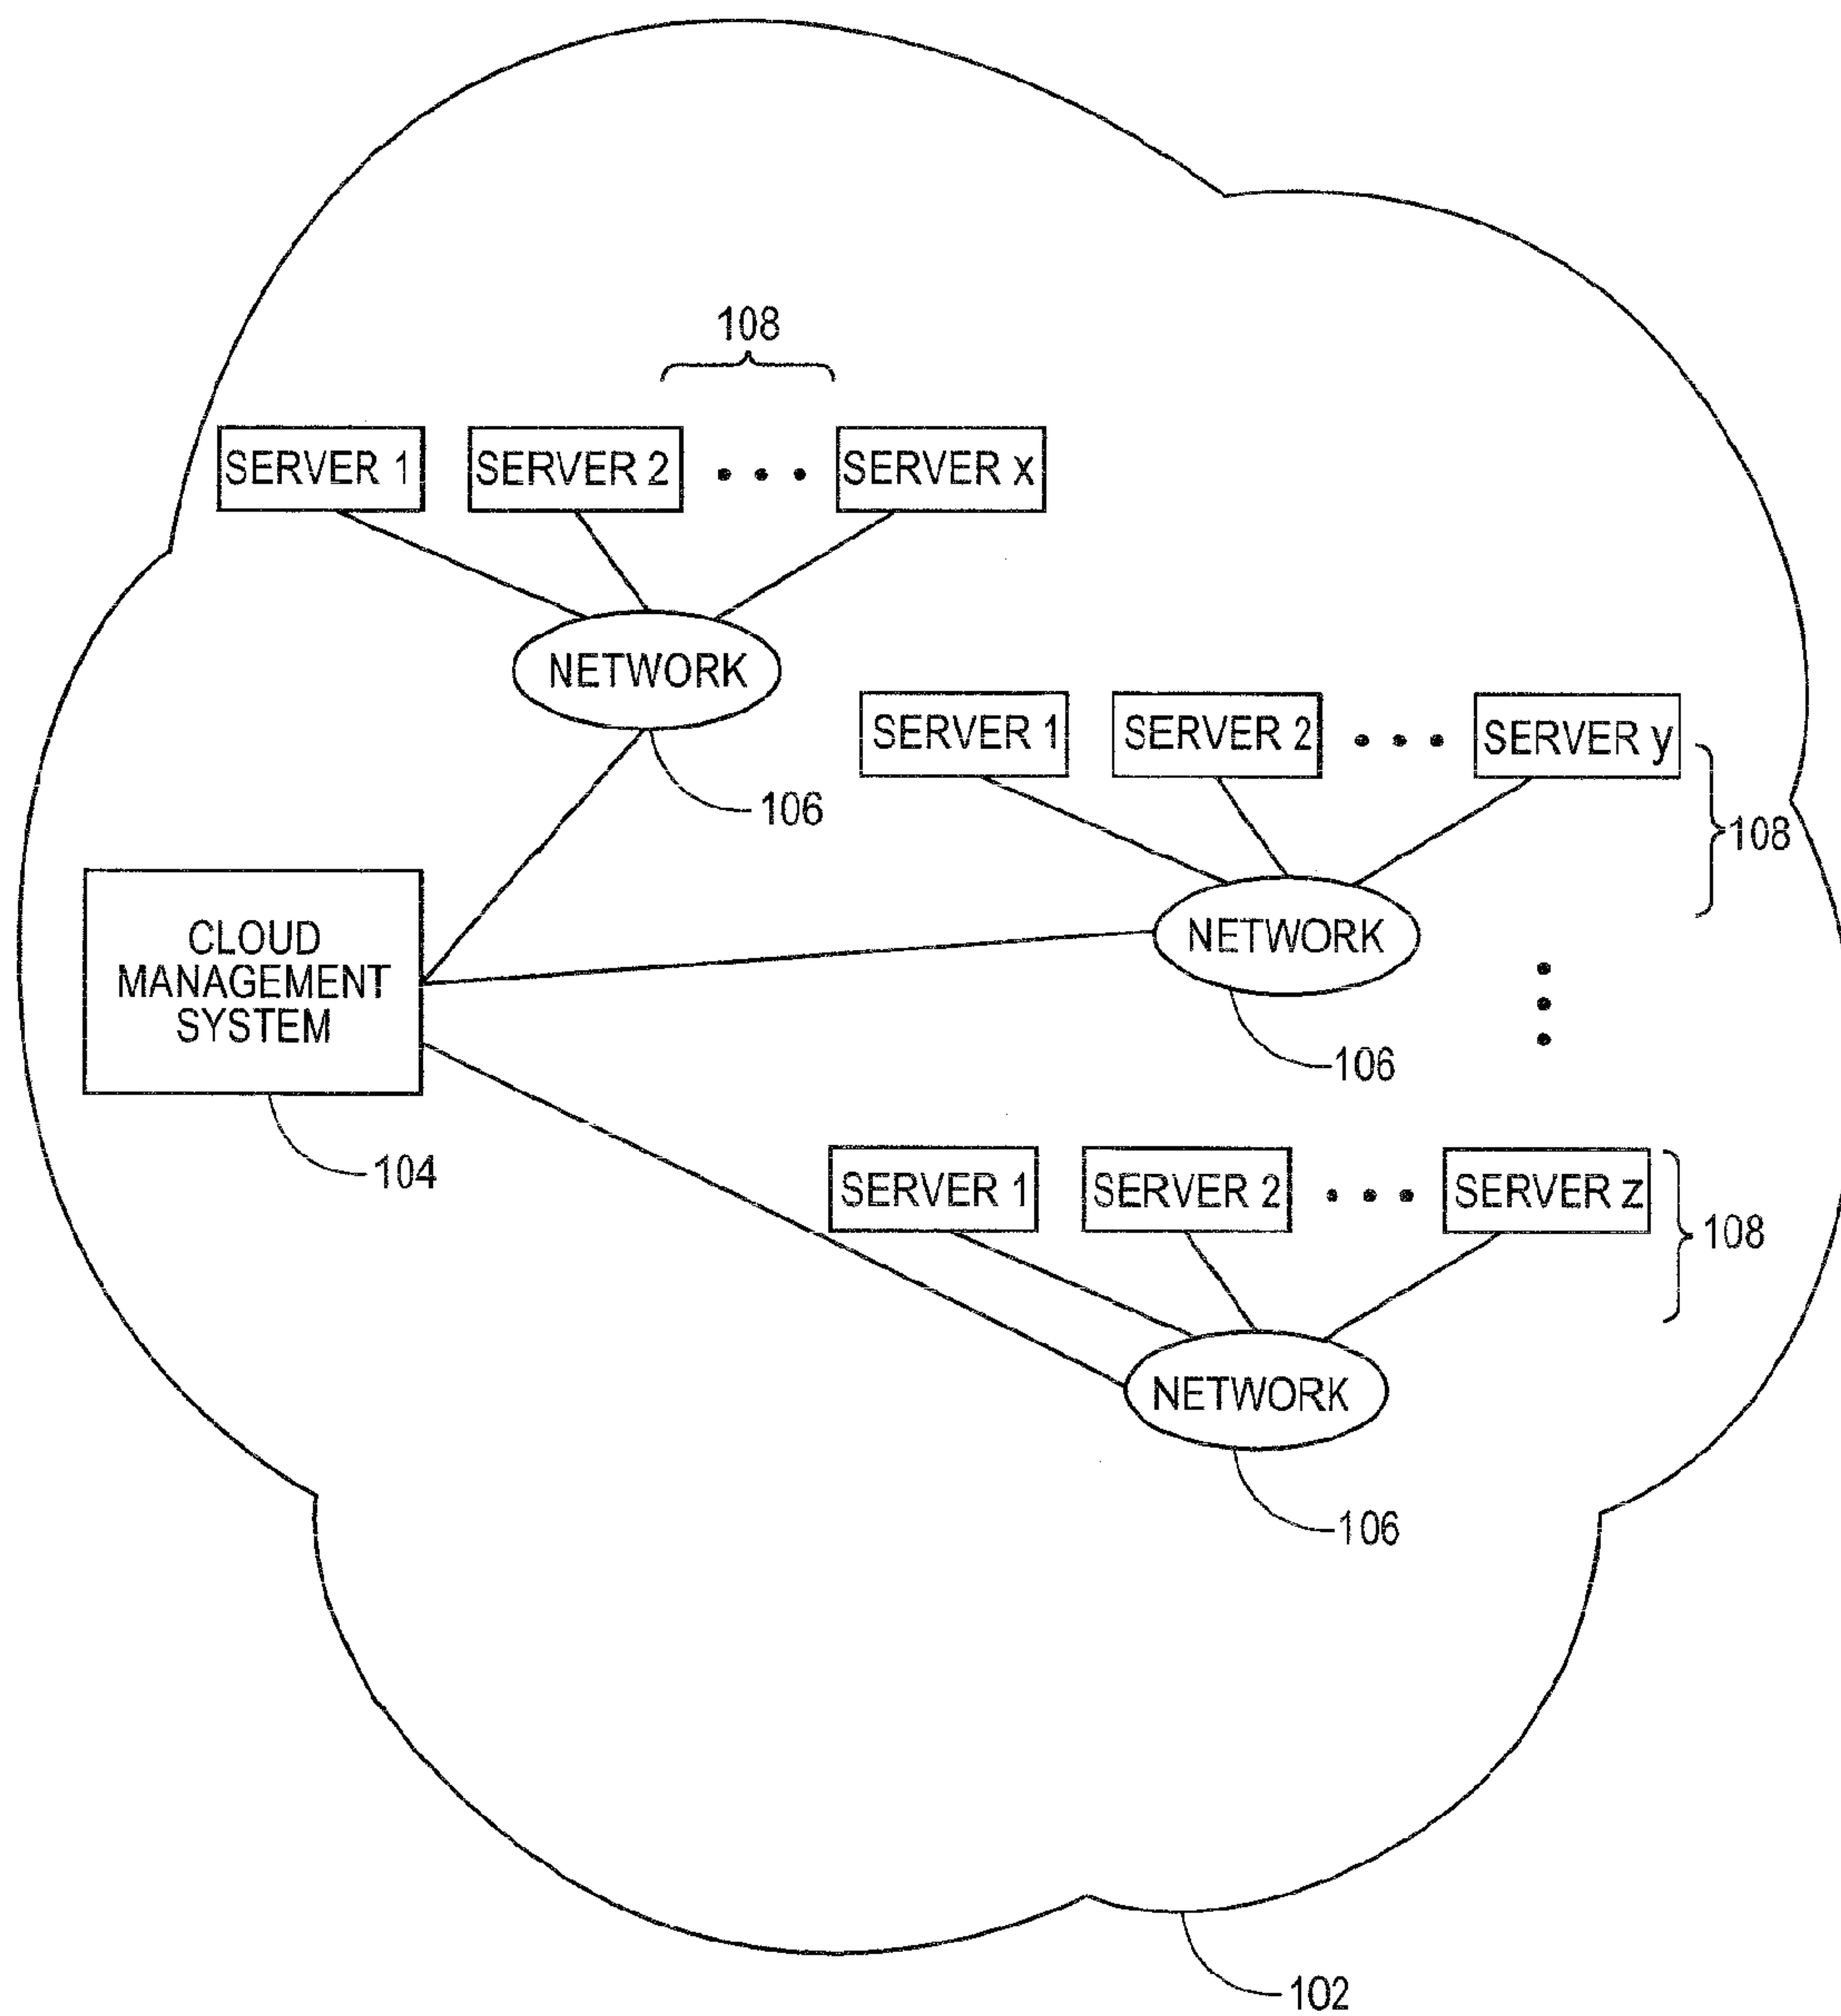 108
SERVER 1 SERVER 2 • • • SERVER x
NETWORK
106
SERVER 1 SERVER 2 • • • SERVER y
108
NETWORK
106
CLOUD
MANAGEMENT
SYSTEM
104
SERVER 1 SERVER 2 • • • SERVER z
108
NETWORK
106
102